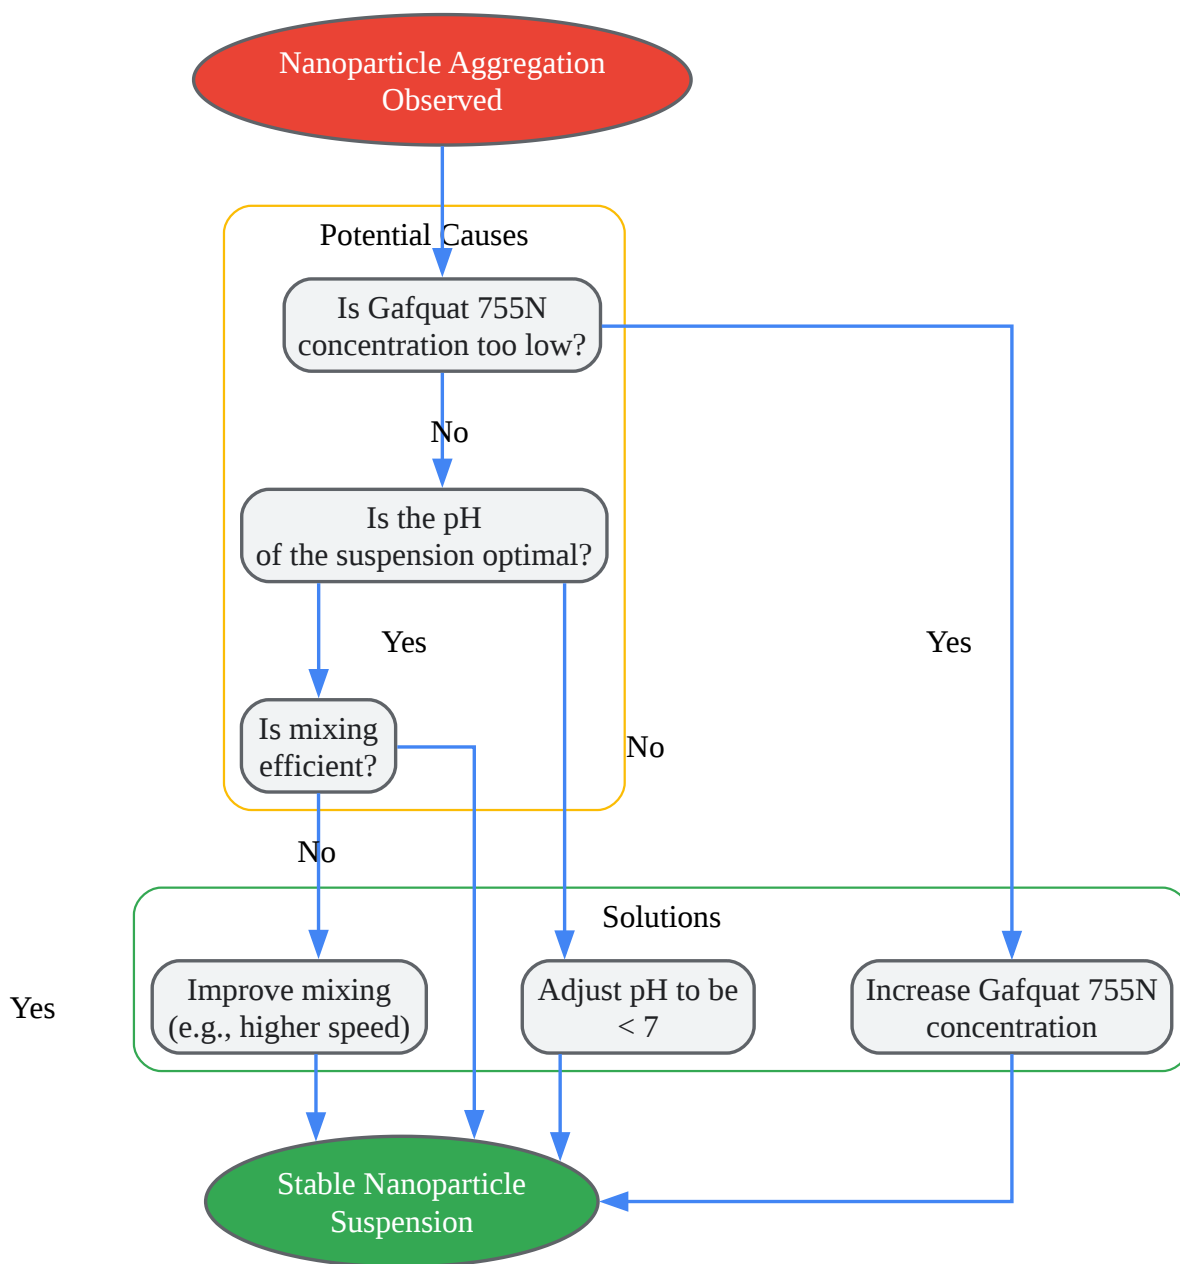 Nanoparticle Aggregation
Observed
Potential Causes
Is Gafquat 755N
concentration too low?
No
Is the pH
of the suspension optimal?
Yes
Yes
Is mixing
efficient?
No
No
Solutions
Improve mixing
(e.g., higher speed)
Adjust pH to be
< 7
Increase Gafquat 755N
concentration
Yes
Stable Nanoparticle
Suspension